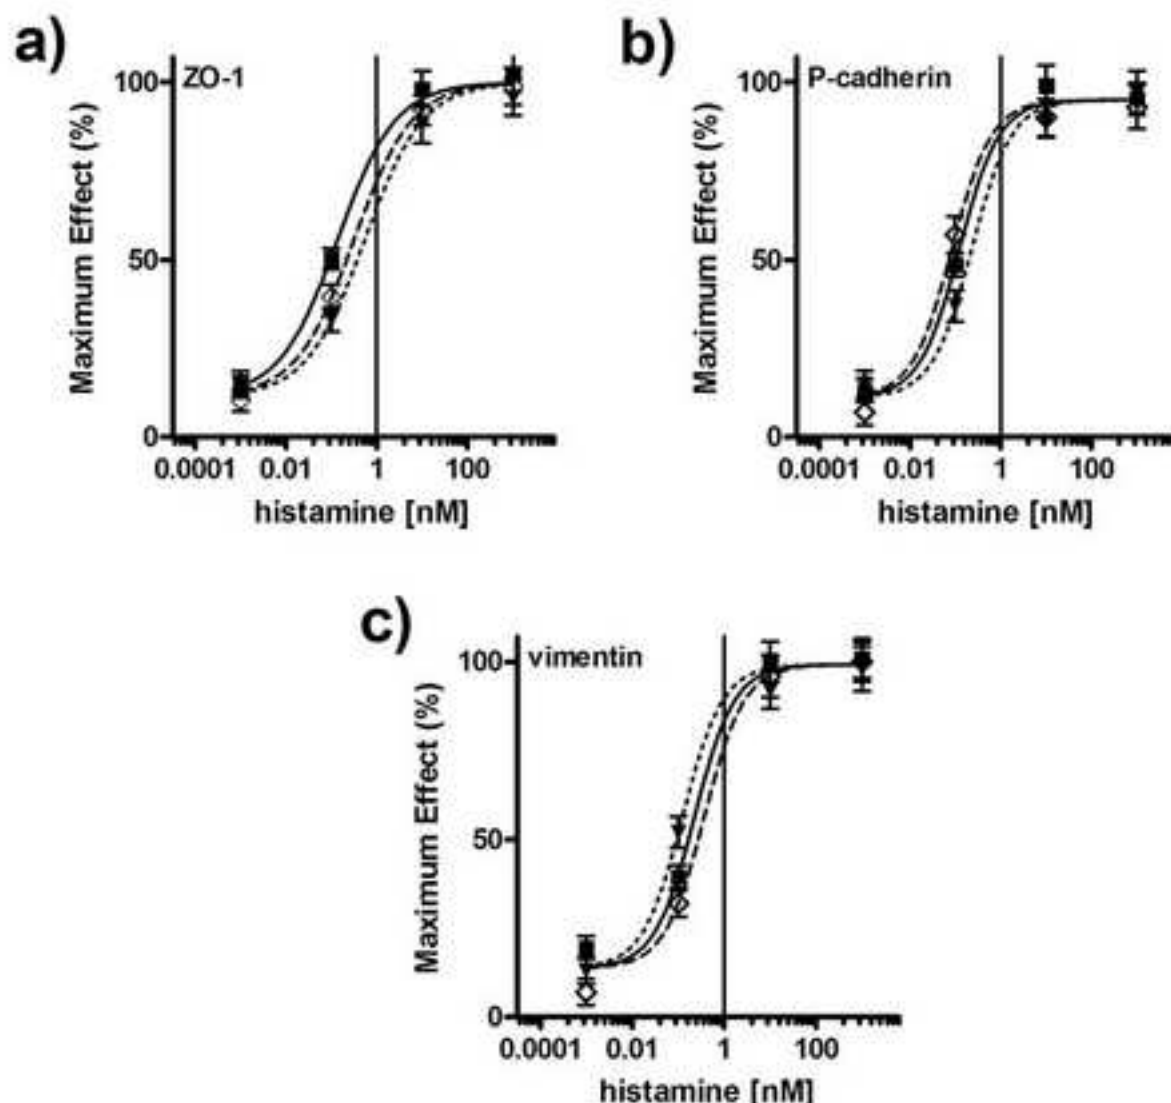 a)
ZO-1
Maximum Effect (%)
100
50
0
0.0001 0.01 1 100
histamine [nM]
b)
P-cadherin
Maximum Effect (%)
100
50
0
0.0001 0.01 1 100
histamine [nM]
c)
vimentin
Maximum Effect (%)
100
50
0
0.0001 0.01 1 100
histamine [nM]